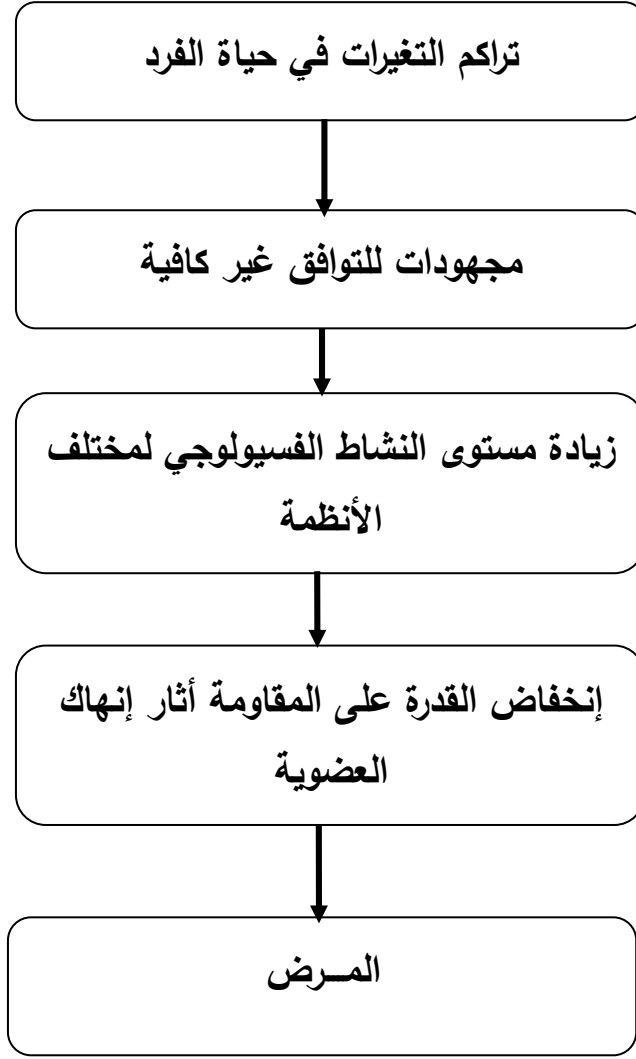 تراكم التغيرات في حياة الفرد
مجهودات للتوافق غير كافية
زيادة مستوى النشاط الفسيولوجي لمختلف
الأنظمة
إنخفاض القدرة على المقاومة أثار إنهاك
العضوية
المـــرض